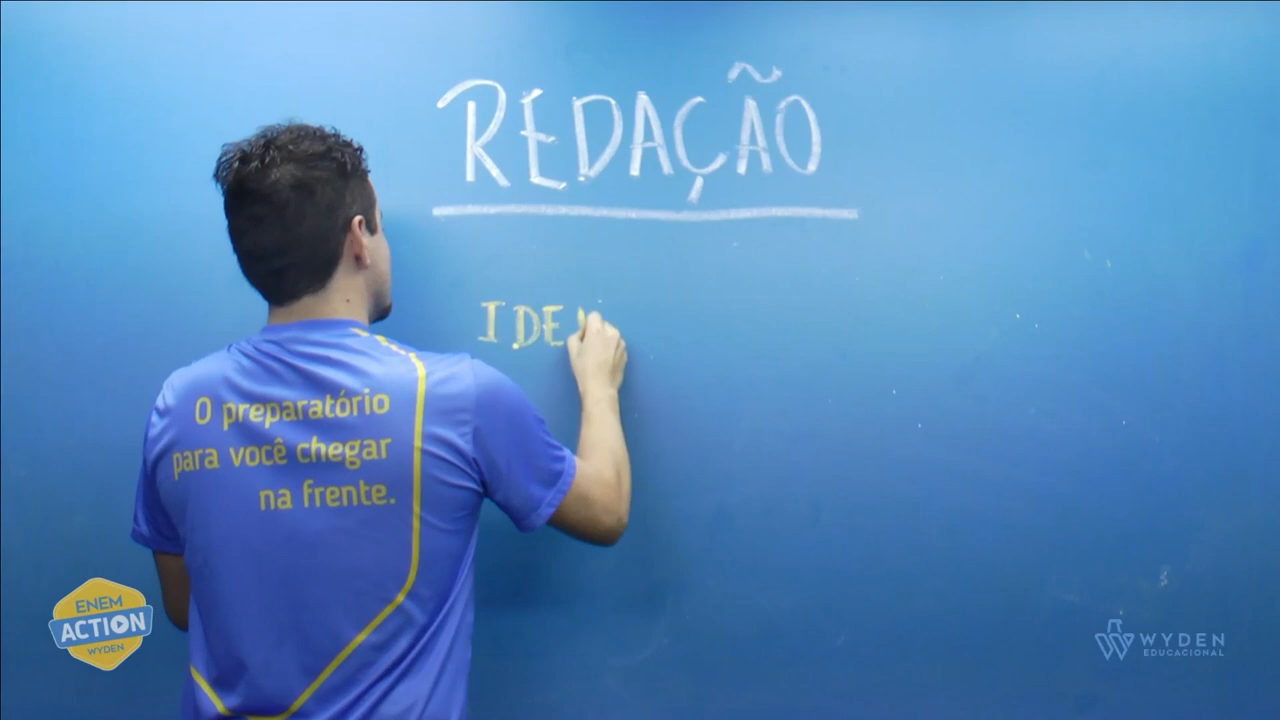 REDAÇÃO
IDE
O preparatório
para você chegar
na frente.
ENEM
ACTION
WYDEN
WYDEN
EDUCACIONAL